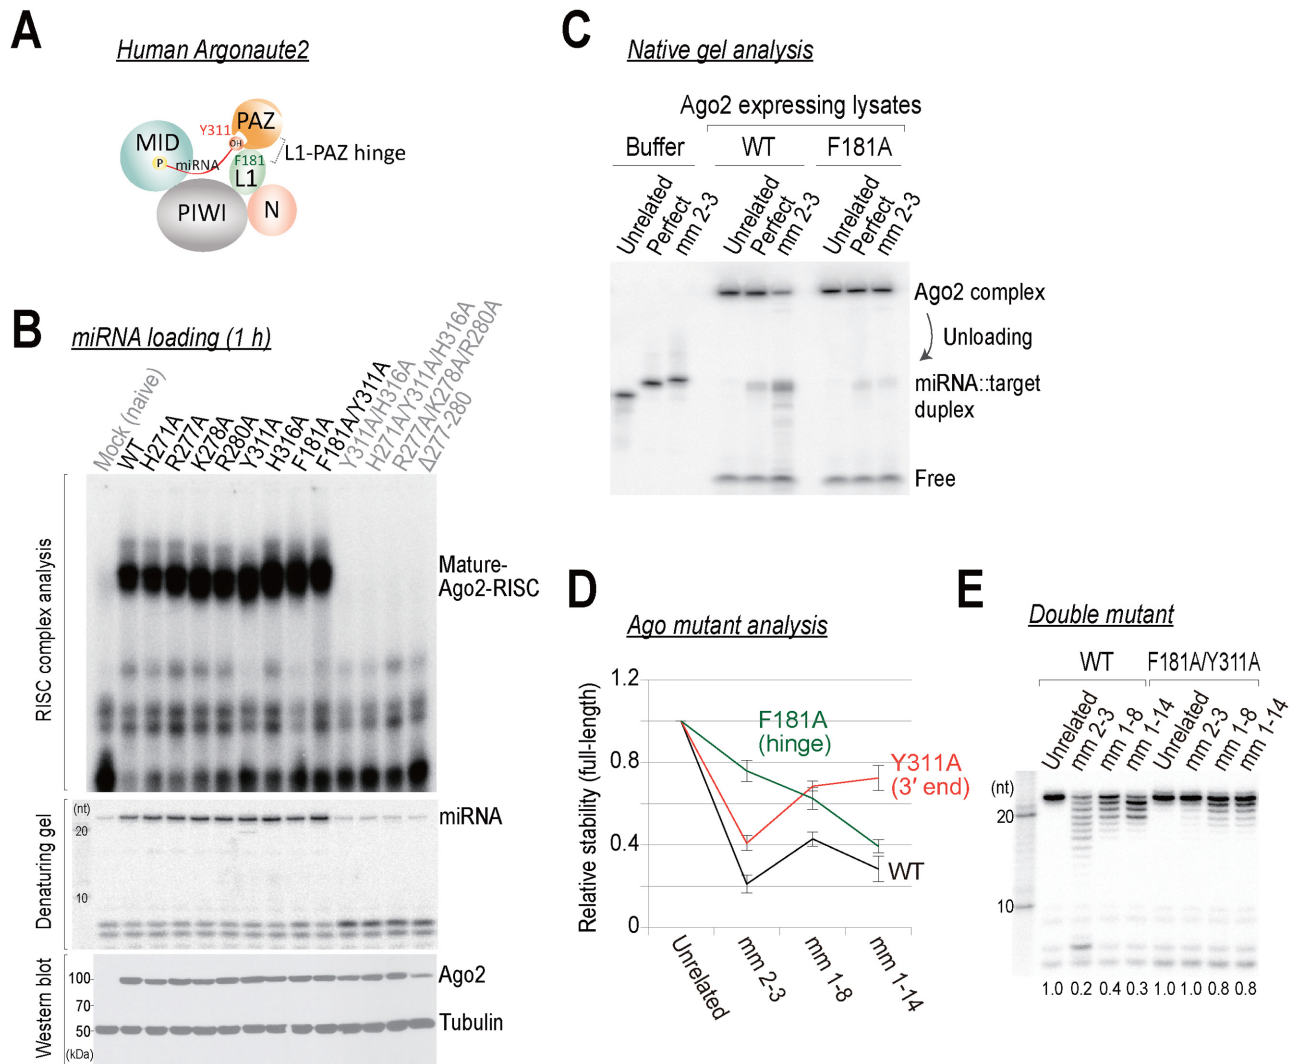 A
Human Argonaute2
MID
P
miRNA
Y311
OH
PAZ
F181
L1
L1-PAZ hinge
PIWI
N
B
miRNA loading (1 h)
Mock (naive)
WT
H271A
R277A
K278A
R280A
Y311A
H316A
F181A
F181A/Y311A
Y311A/H316A
H271A/Y311A/H316A
R277A/K278A/R280A
Δ277-280
RISC complex analysis
Mature-
Ago2-RISC
Denaturing gel
(nt)
20
10
miRNA
Western blot
100
70
50
(kDa)
Ago2
Tubulin
C
Native gel analysis
Ago2 expressing lysates
Buffer WT F181A
Unrelated
Perfect
mm 2-3
Unrelated
Perfect
mm 2-3
Unrelated
Perfect
mm 2-3
Ago2 complex
Unloading
miRNA::target
duplex
Free
D
Ago mutant analysis
Relative stability (full-length)
1.2
0.8
0.4
0
F181A
(hinge)
Y311A
(3′ end)
WT
Unrelated
mm 2-3
mm 1-8
mm 1-14
E
Double mutant
WT F181A/Y311A
Unrelated
mm 2-3
mm 1-8
mm 1-14
Unrelated
mm 2-3
mm 1-8
mm 1-14
(nt)
20
10
1.0 0.2 0.4 0.3 1.0 1.0 0.8 0.8